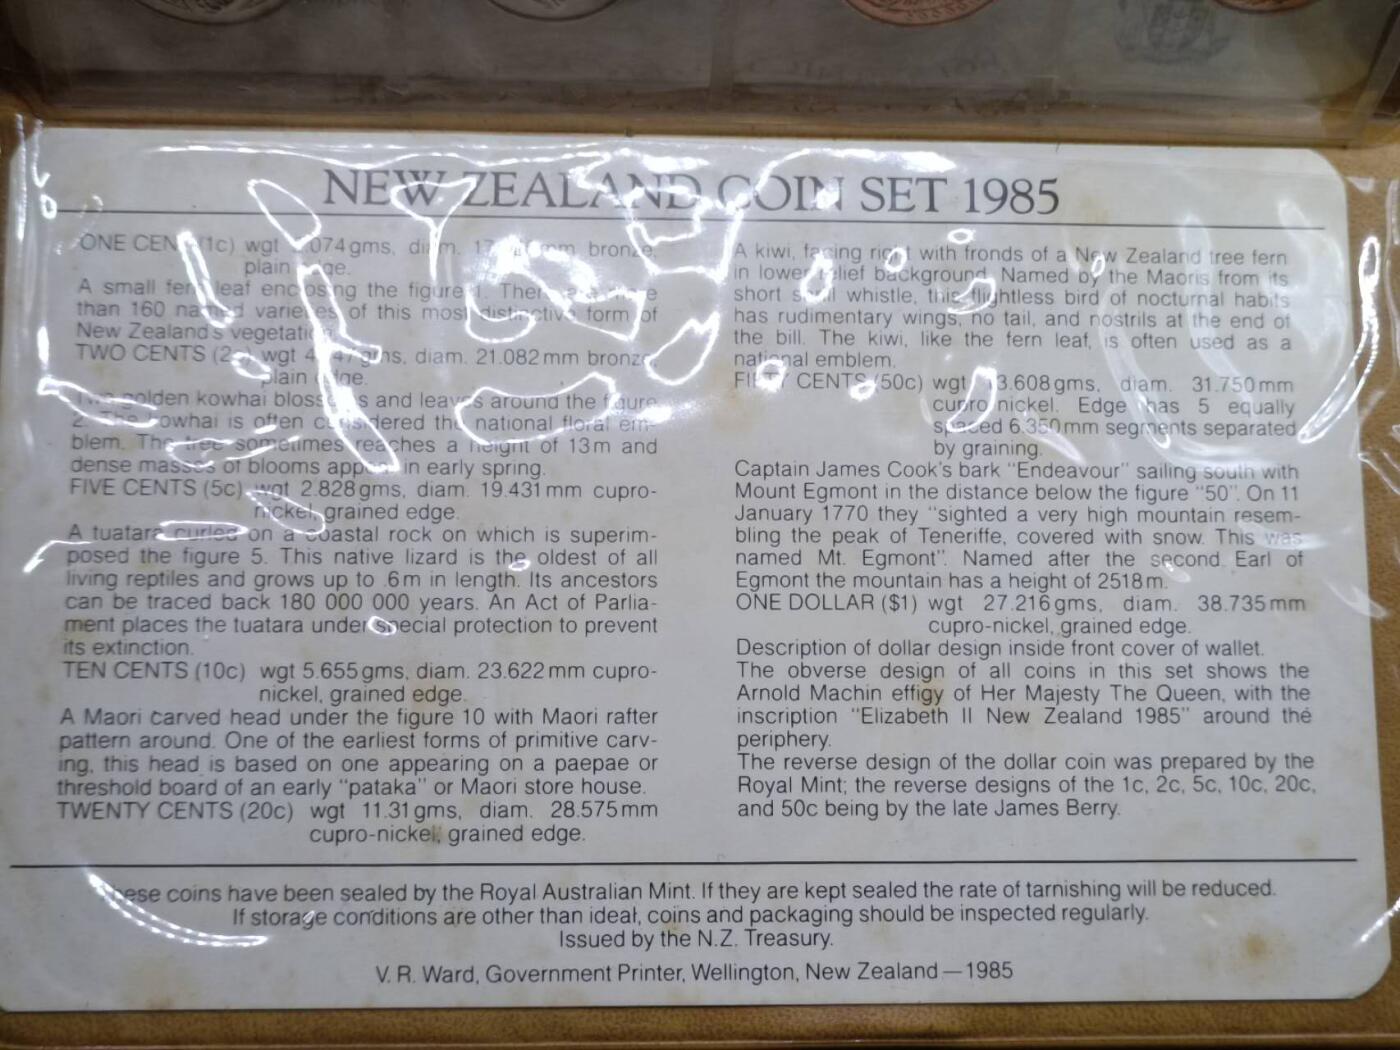 NEW ZEALAND COIN SET 1985
ONE CENT (1c) wgt 074 gms, diam. 17 mm bronze,
plain edge.
A small fern leaf enclosing the figure 1. There are more
than 160 named varieties of this most distinctive form of
New Zealand's vegetation.
TWO CENTS (2c) wgt gms, diam. 21.082 mm bronze
plain edge.
Two golden kowhai blossoms and leaves around the figure
2. The kowhai is often considered the national floral em-
blem. The tree sometimes reaches a height of 13m and
dense masses of blooms appear in early spring.
FIVE CENTS (5c) wgt 2.828 gms, diam. 19.431 mm cupro-
nickel, grained edge.
A tuatara curled on a coastal rock on which is superim-
posed the figure 5. This native lizard is the oldest of all
living reptiles and grows up to .6m in length. Its ancestors
can be traced back 180 000 000 years. An Act of Parlia-
ment places the tuatara under special protection to prevent
its extinction.
TEN CENTS (10c) wgt 5.655 gms, diam. 23.622 mm cupro-
nickel, grained edge.
A Maori carved head under the figure 10 with Maori rafter
pattern around. One of the earliest forms of primitive carv-
ing, this head is based on one appearing on a paepae or
threshold board of an early "pataka" or Maori store house.
TWENTY CENTS (20c) wgt 11.31 gms, diam. 28.575 mm
cupro-nickel, grained edge.
A kiwi, facing right with fronds of a New Zealand tree fern
in lower relief background. Named by the Maoris from its
short shrill whistle, this flightless bird of nocturnal habits
has rudimentary wings, no tail, and nostrils at the end of
the bill. The kiwi, like the fern leaf, is often used as a
national emblem.
FIFTY CENTS (50c) wgt 13.608 gms, diam. 31.750 mm
cupro nickel. Edge has 5 equally
spaced 6.350 mm segments separated
by graining.
Captain James Cook's bark "Endeavour" sailing south with
Mount Egmont in the distance below the figure "50". On 11
January 1770 they "sighted a very high mountain resem-
bling the peak of Teneriffe, covered with snow. This was
named Mt. Egmont". Named after the second Earl of
Egmont the mountain has a height of 2518 m.
ONE DOLLAR ($1) wgt 27.216 gms, diam. 38.735 mm
cupro-nickel, grained edge.
Description of dollar design inside front cover of wallet.
The obverse design of all coins in this set shows the
Arnold Machin effigy of Her Majesty The Queen, with the
inscription "Elizabeth II New Zealand 1985" around the
periphery.
The reverse design of the dollar coin was prepared by the
Royal Mint; the reverse designs of the 1c, 2c, 5c, 10c, 20c,
and 50c being by the late James Berry.
These coins have been sealed by the Royal Australian Mint. If they are kept sealed the rate of tarnishing will be reduced.
If storage conditions are other than ideal, coins and packaging should be inspected regularly.
Issued by the N.Z. Treasury.
V. R. Ward, Government Printer, Wellington, New Zealand — 1985